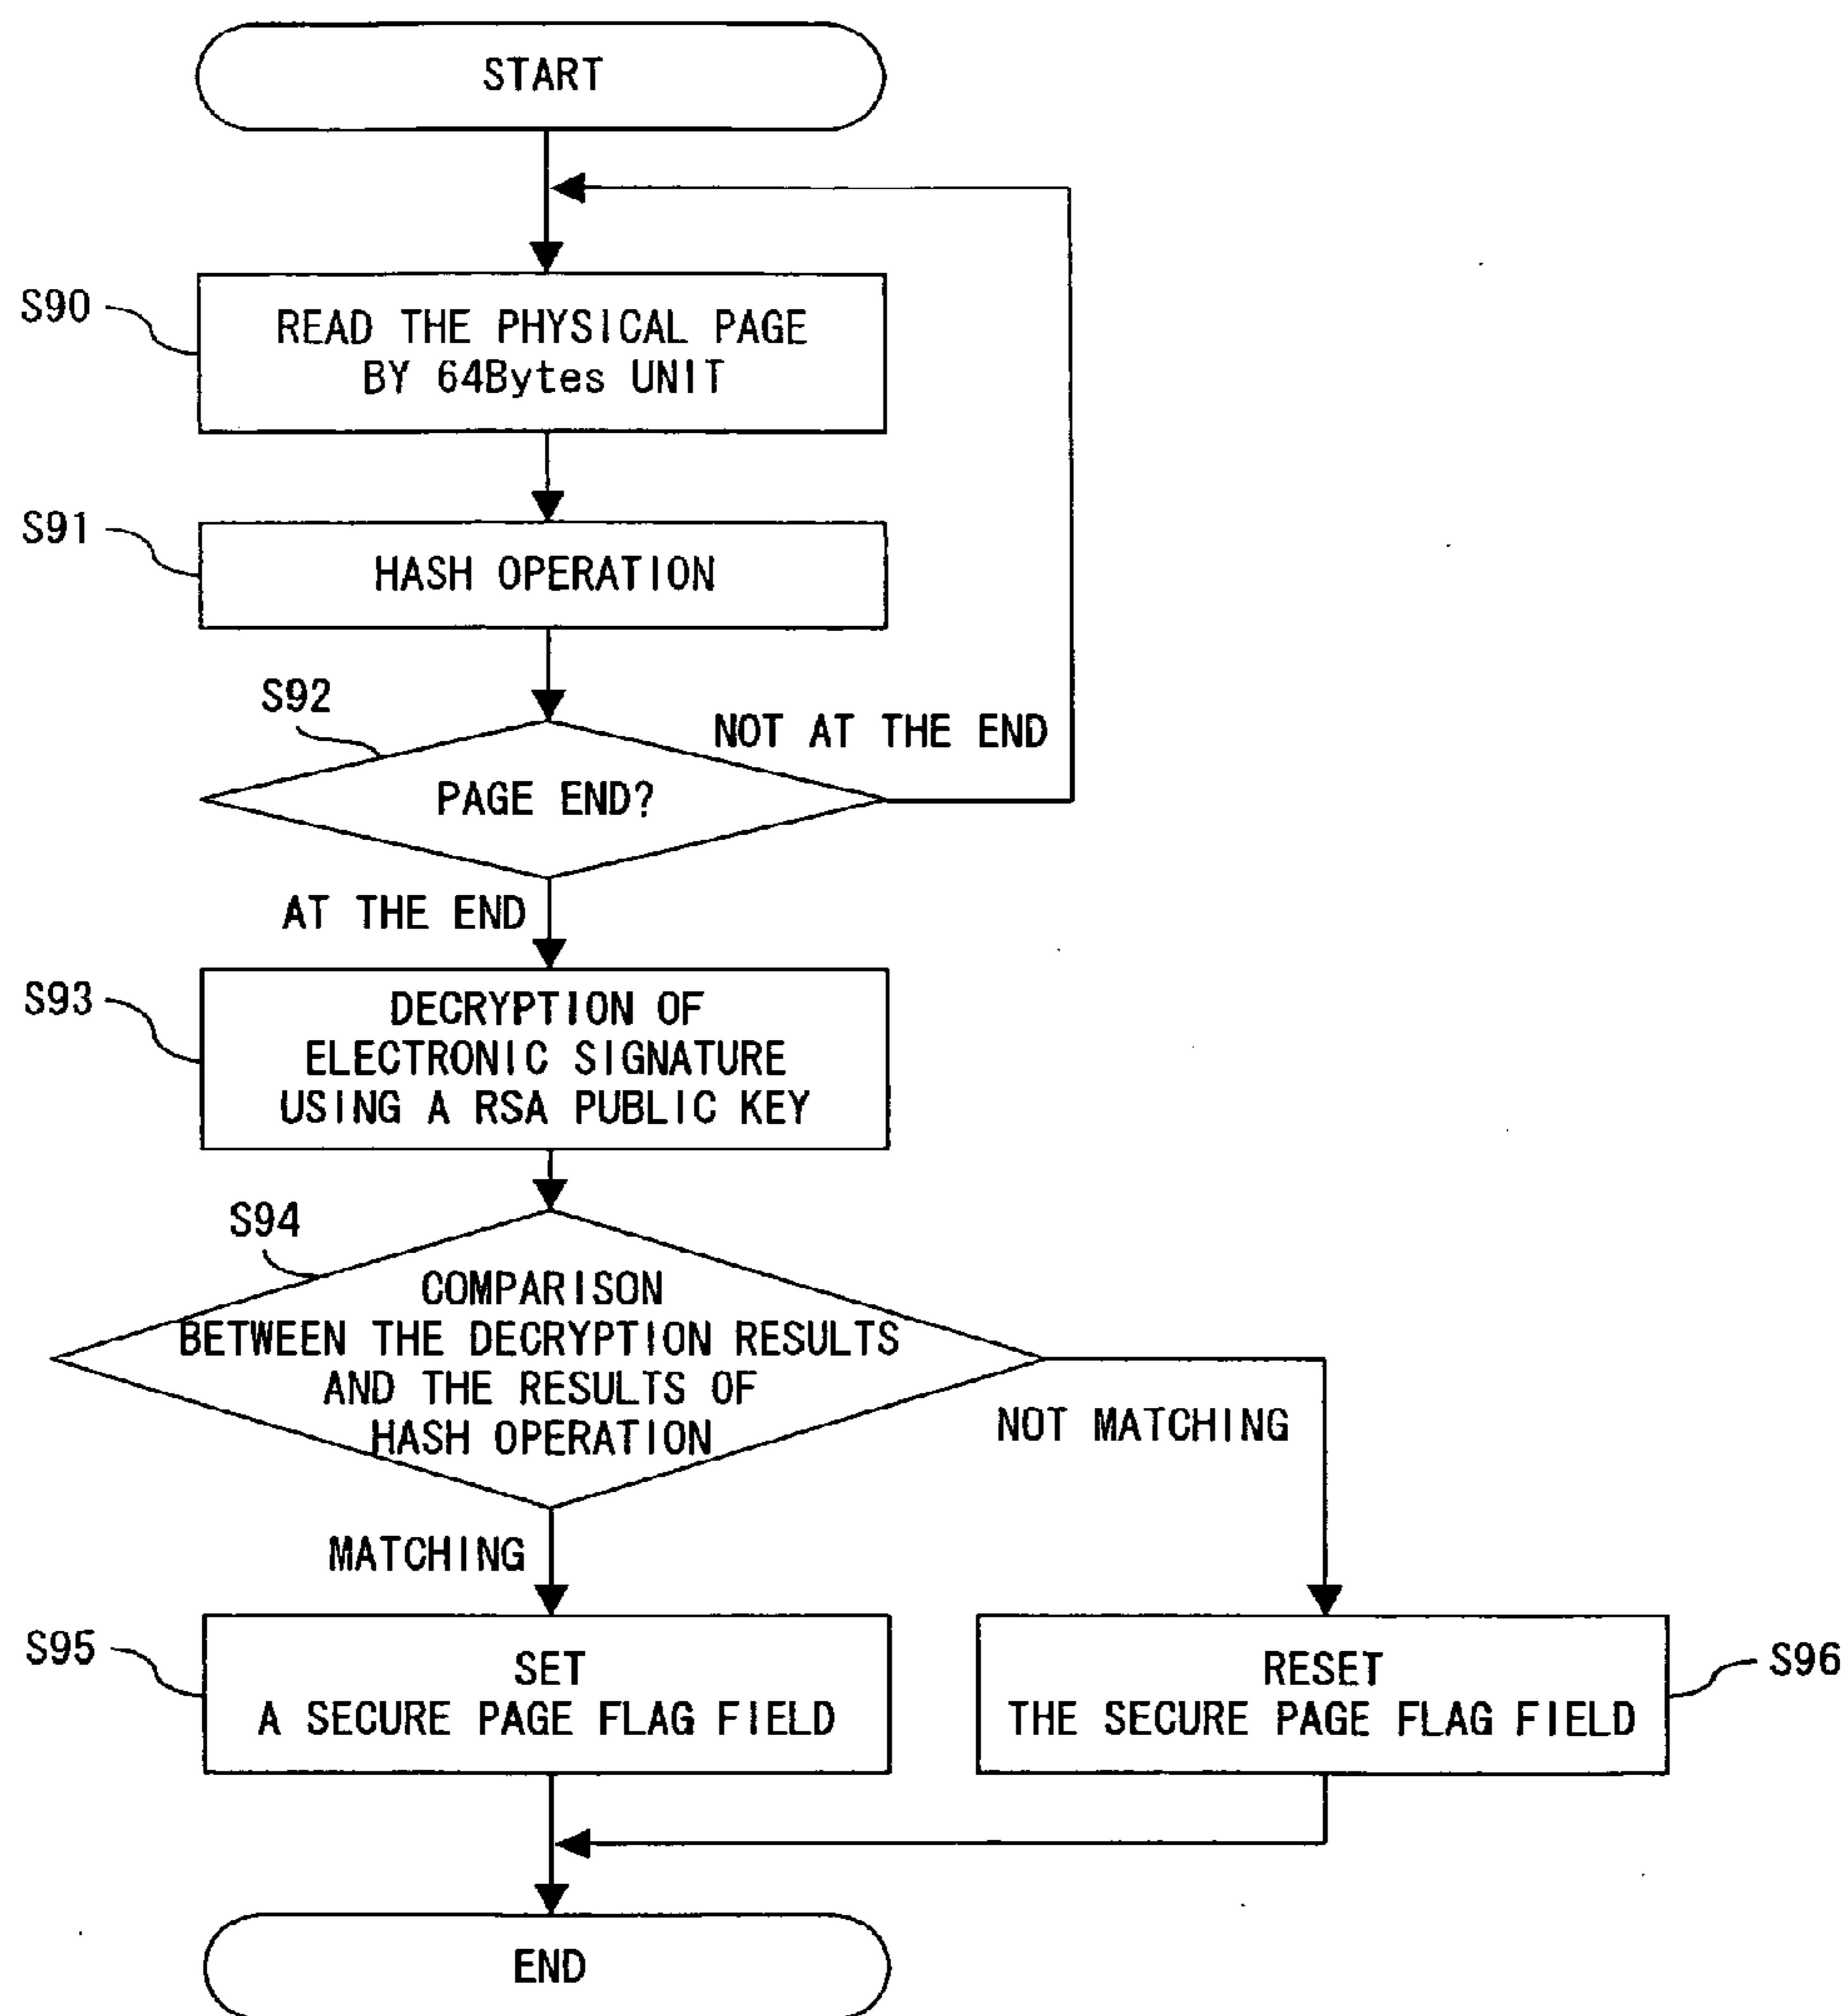 START
S90
READ THE PHYSICAL PAGE
BY 64Bytes UNIT
S91
HASH OPERATION
S92
NOT AT THE END
PAGE END?
AT THE END
S93
DECRYPTION OF
ELECTRONIC SIGNATURE
USING A RSA PUBLIC KEY
S94
COMPARISON
BETWEEN THE DECRYPTION RESULTS
AND THE RESULTS OF
HASH OPERATION
NOT MATCHING
MATCHING
S95
SET
A SECURE PAGE FLAG FIELD
RESET
THE SECURE PAGE FLAG FIELD
S96
END